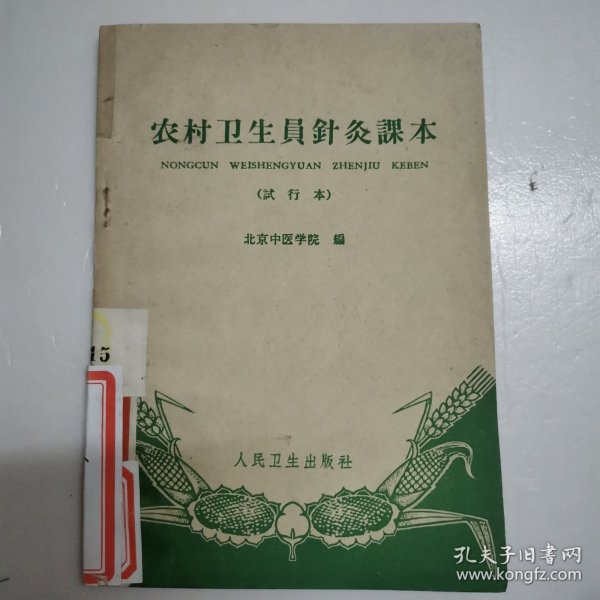 农村卫生員針灸課本
NONGCUN WEISHENGYUAN ZHENJIU KEBEN
(試行本)
北京中医学院 編
15
人民卫生出版社
孔夫子旧书网
www.kongfz.com